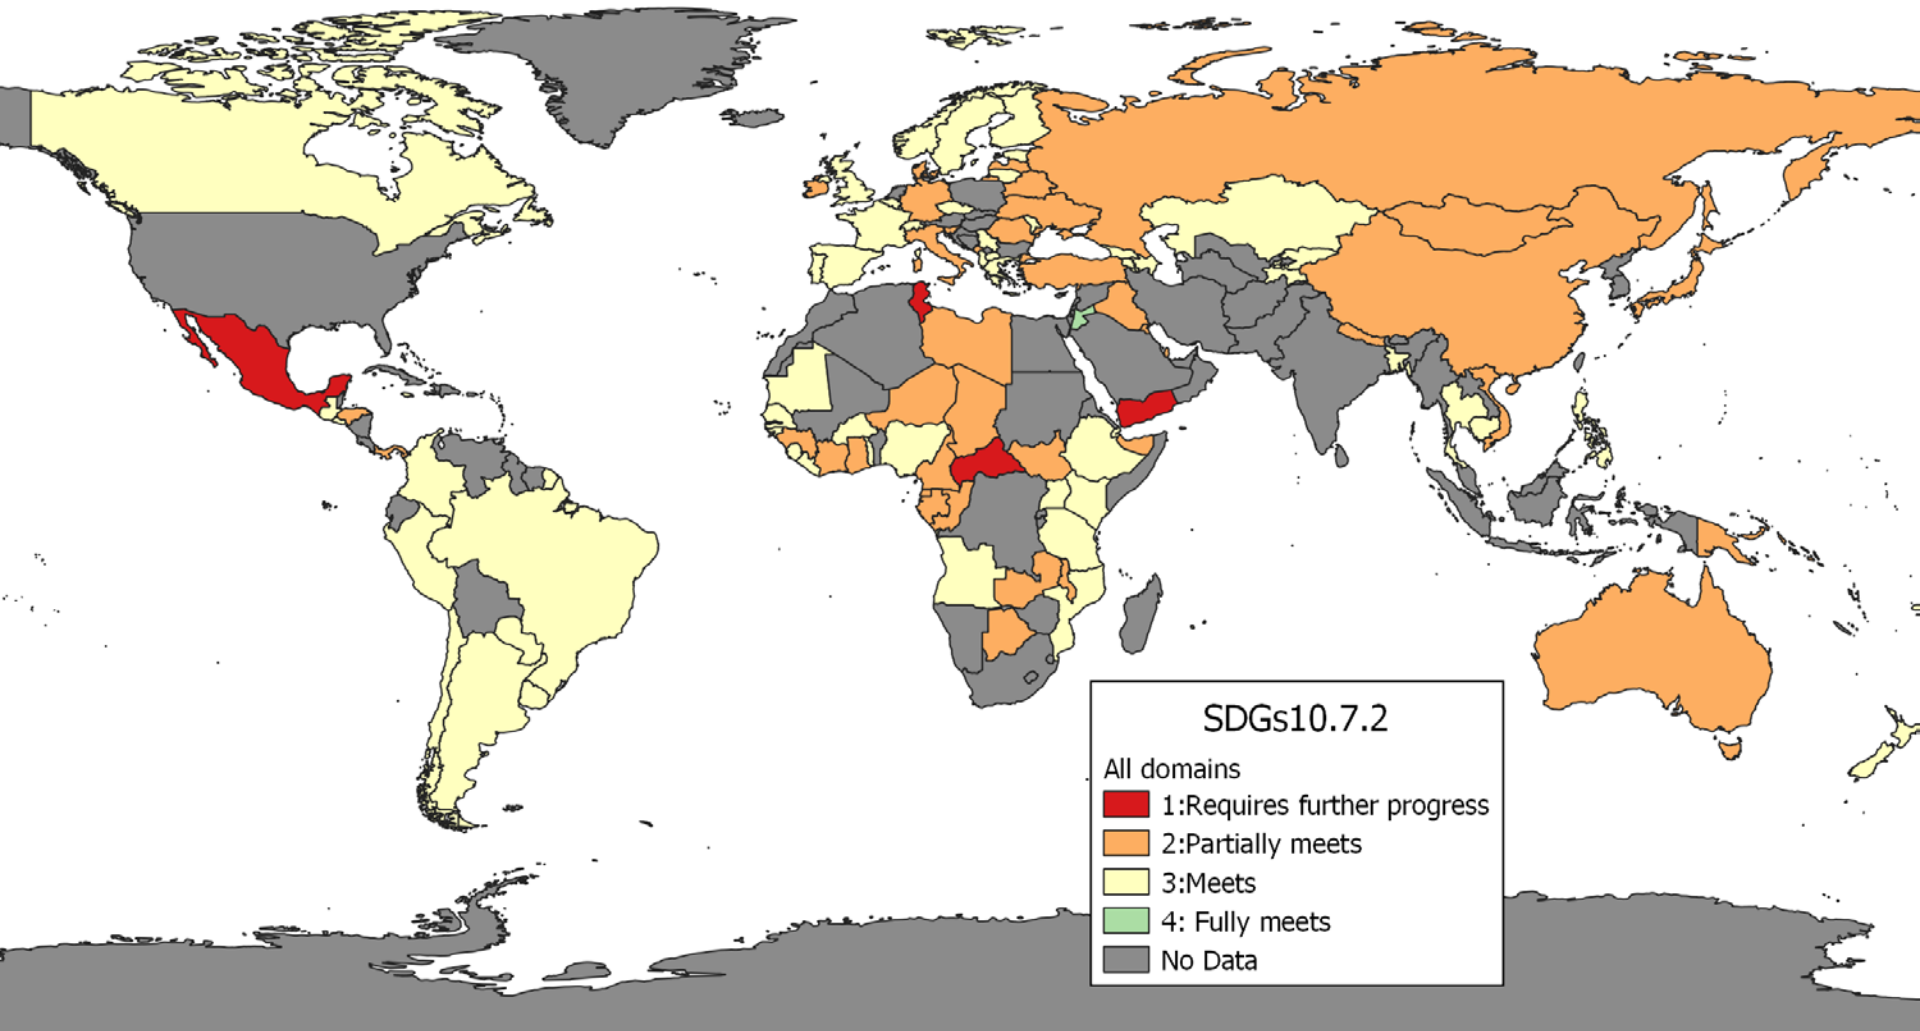 SDGs10.7.2
All domains
1:Requires further progress
2:Partially meets
3:Meets
4: Fully meets
No Data